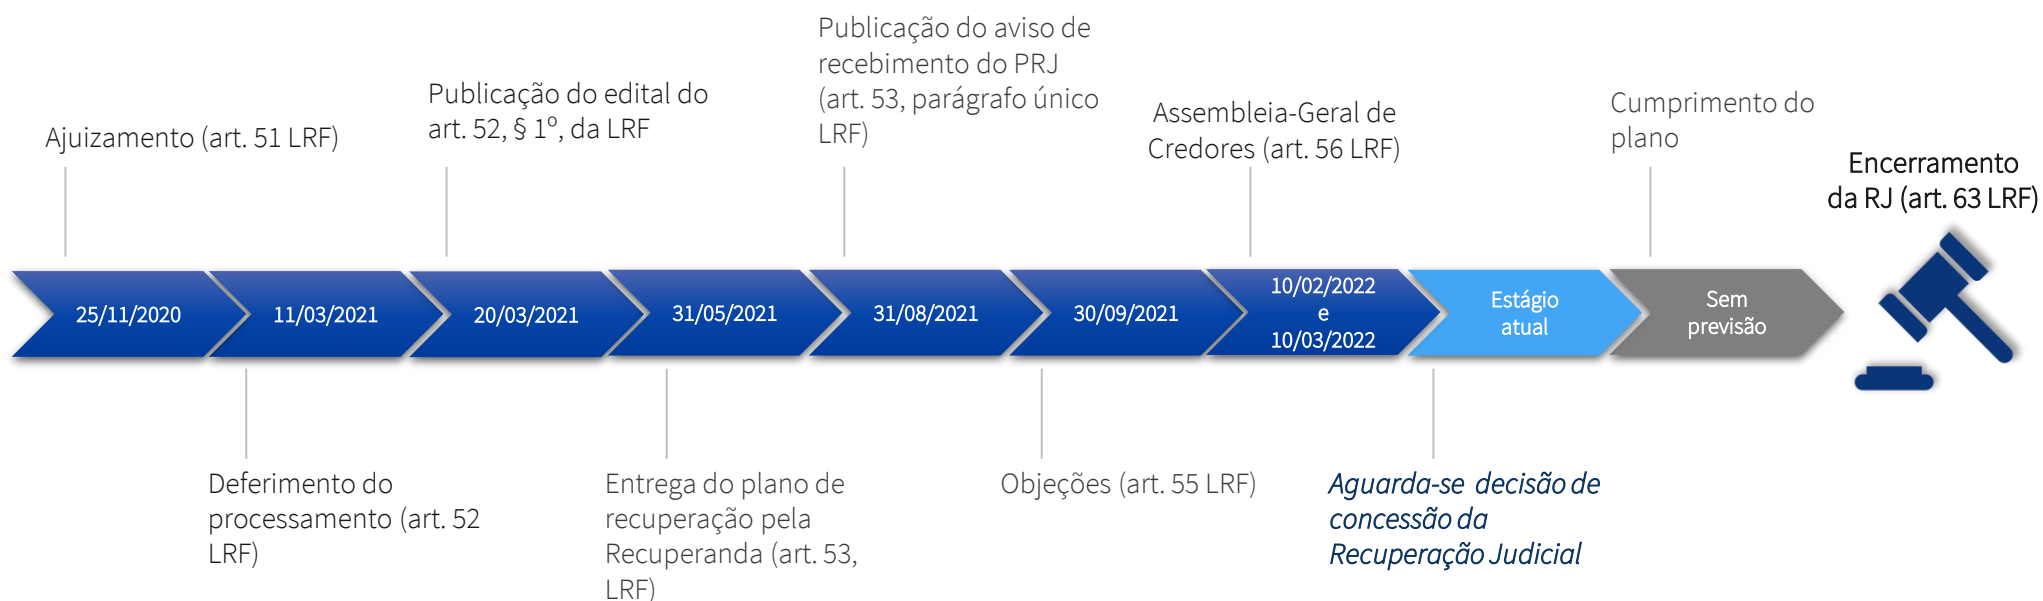 Publicação do aviso de
recebimento do PRJ
(art. 53, parágrafo único
LRF)
Publicação do edital do
art. 52, § 1º, da LRF
Ajuizamento (art. 51 LRF)
Assembleia-Geral de
Credores (art. 56 LRF)
Cumprimento do
plano
Encerramento
da RJ (art. 63 LRF)
25/11/2020
11/03/2021
20/03/2021
31/05/2021
31/08/2021
30/09/2021
10/02/2022
e
10/03/2022
Estágio
atual
Sem
previsão
Deferimento do
processamento (art. 52
LRF)
Entrega do plano de
recuperação pela
Recuperanda (art. 53,
LRF)
Objeções (art. 55 LRF)
Aguarda-se decisão de
concessão da
Recuperação Judicial